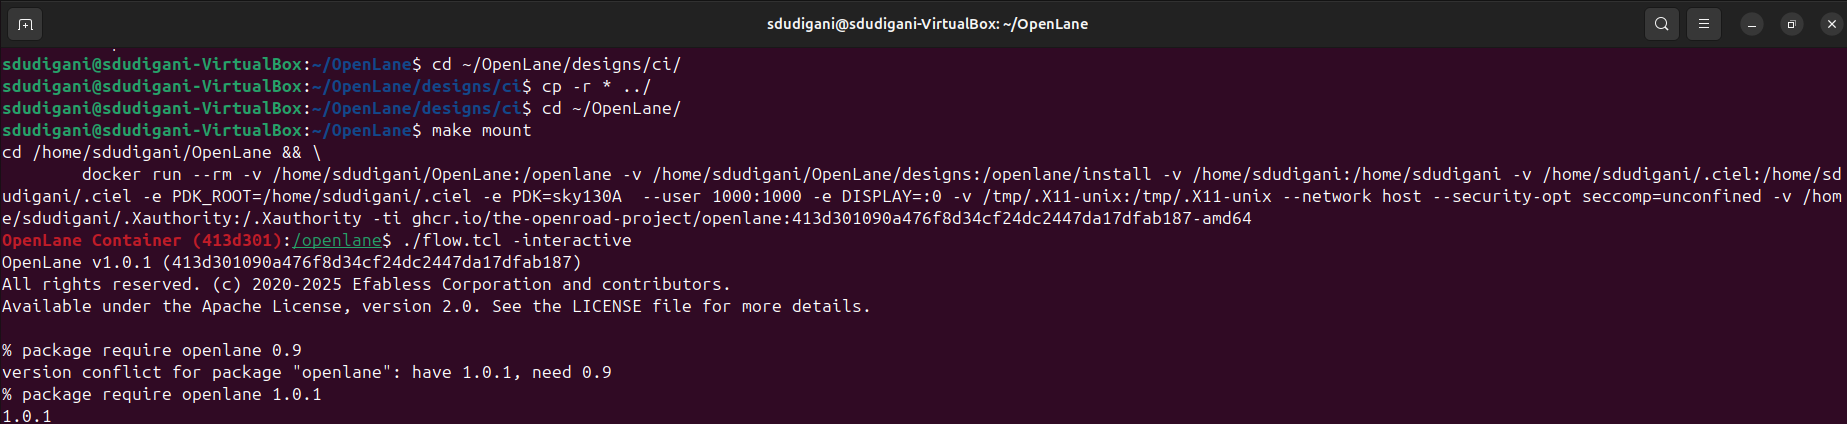 sdudigani@sdudigani-VirtualBox: ~/OpenLane
sdudigani@sdudigani-VirtualBox:~/OpenLane$ cd ~/OpenLane/designs/ci/
sdudigani@sdudigani-VirtualBox:~/OpenLane/designs/ci$ cp -r * ../
sdudigani@sdudigani-VirtualBox:~/OpenLane/designs/ci$ cd ~/OpenLane/
sdudigani@sdudigani-VirtualBox:~/OpenLane$ make mount
cd /home/sdudigani/OpenLane && \
        docker run --rm -v /home/sdudigani/OpenLane:/openlane -v /home/sdudigani/OpenLane/designs:/openlane/install -v /home/sdudigani:/home/sdudigani -v /home/sdudigani/.ciel:/home/sd
udigani/.ciel -e PDK_ROOT=/home/sdudigani/.ciel -e PDK=sky130A  --user 1000:1000 -e DISPLAY=:0 -v /tmp/.X11-unix:/tmp/.X11-unix --network host --security-opt seccomp=unconfined -v /hom
e/sdudigani/.Xauthority:/.Xauthority -ti ghcr.io/the-openroad-project/openlane:413d301090a476f8d34cf24dc2447da17dfab187-amd64
OpenLane Container (413d301):/openlane$ ./flow.tcl -interactive
OpenLane v1.0.1 (413d301090a476f8d34cf24dc2447da17dfab187)
All rights reserved. (c) 2020-2025 Efabless Corporation and contributors.
Available under the Apache License, version 2.0. See the LICENSE file for more details.
% package require openlane 0.9
version conflict for package "openlane": have 1.0.1, need 0.9
% package require openlane 1.0.1
1.0.1